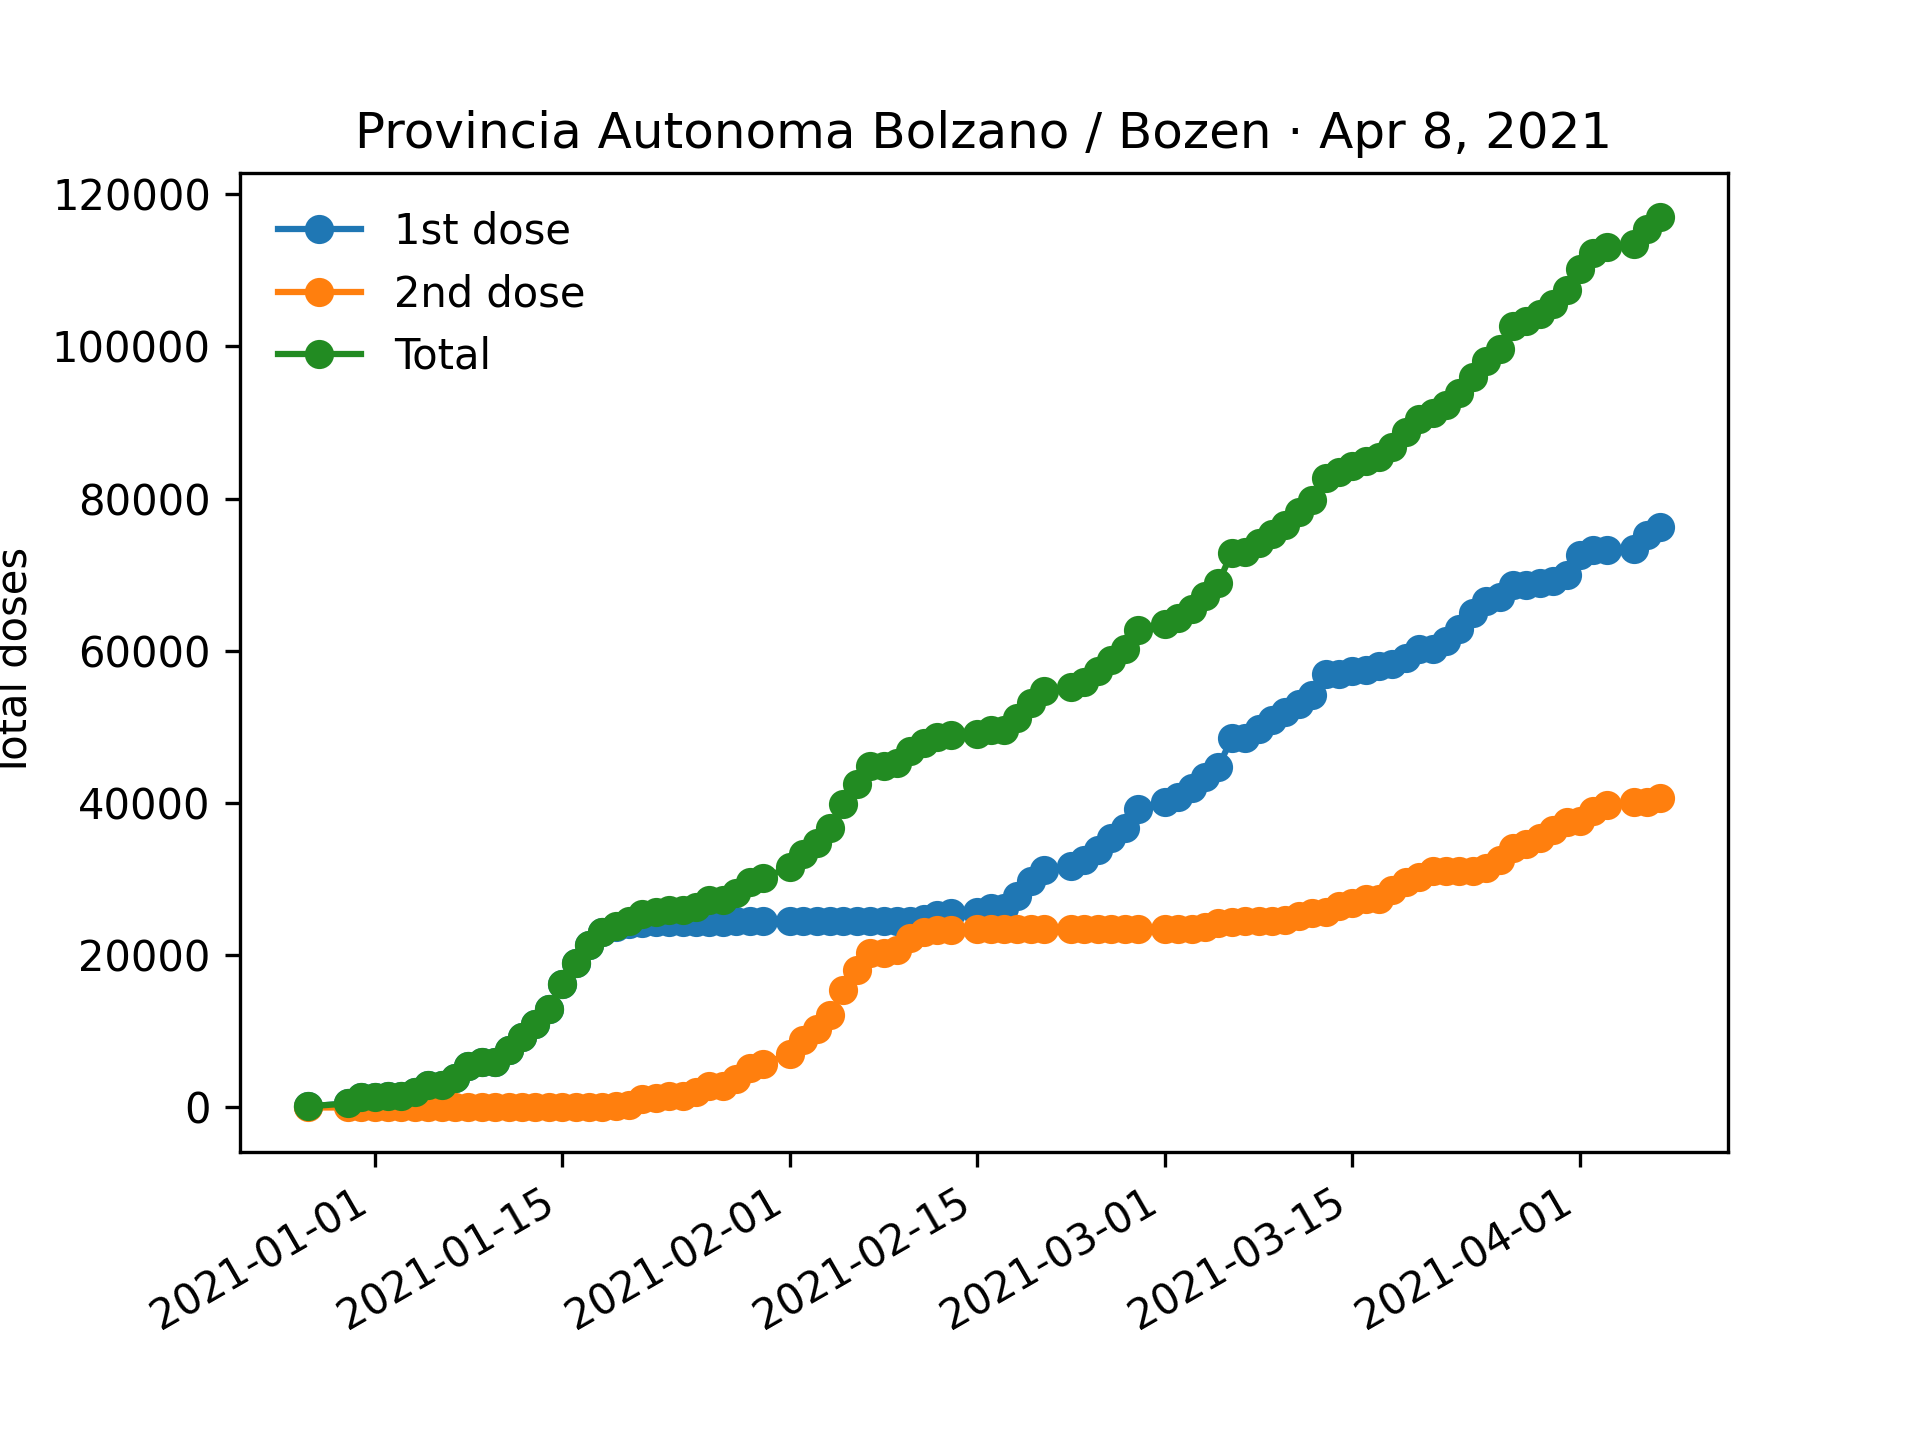 Provincia Autonoma Bolzano / Bozen · Apr 8, 2021
120000
100000
80000
60000
40000
20000
0
Total doses
1st dose
2nd dose
Total
2021-01-01
2021-01-15
2021-02-01
2021-02-15
2021-03-01
2021-03-15
2021-04-01